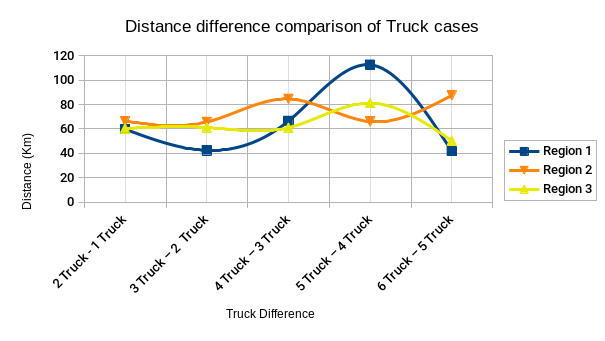 Distance difference comparison of Truck cases
120
100
80
60
40
20
0
Distance (Km)
2 Truck - 1 Truck
3 Truck – 2  Truck
4 Truck – 3 Truck
5 Truck – 4 Truck
6 Truck – 5 Truck
Truck Difference
Region 1
Region 2
Region 3